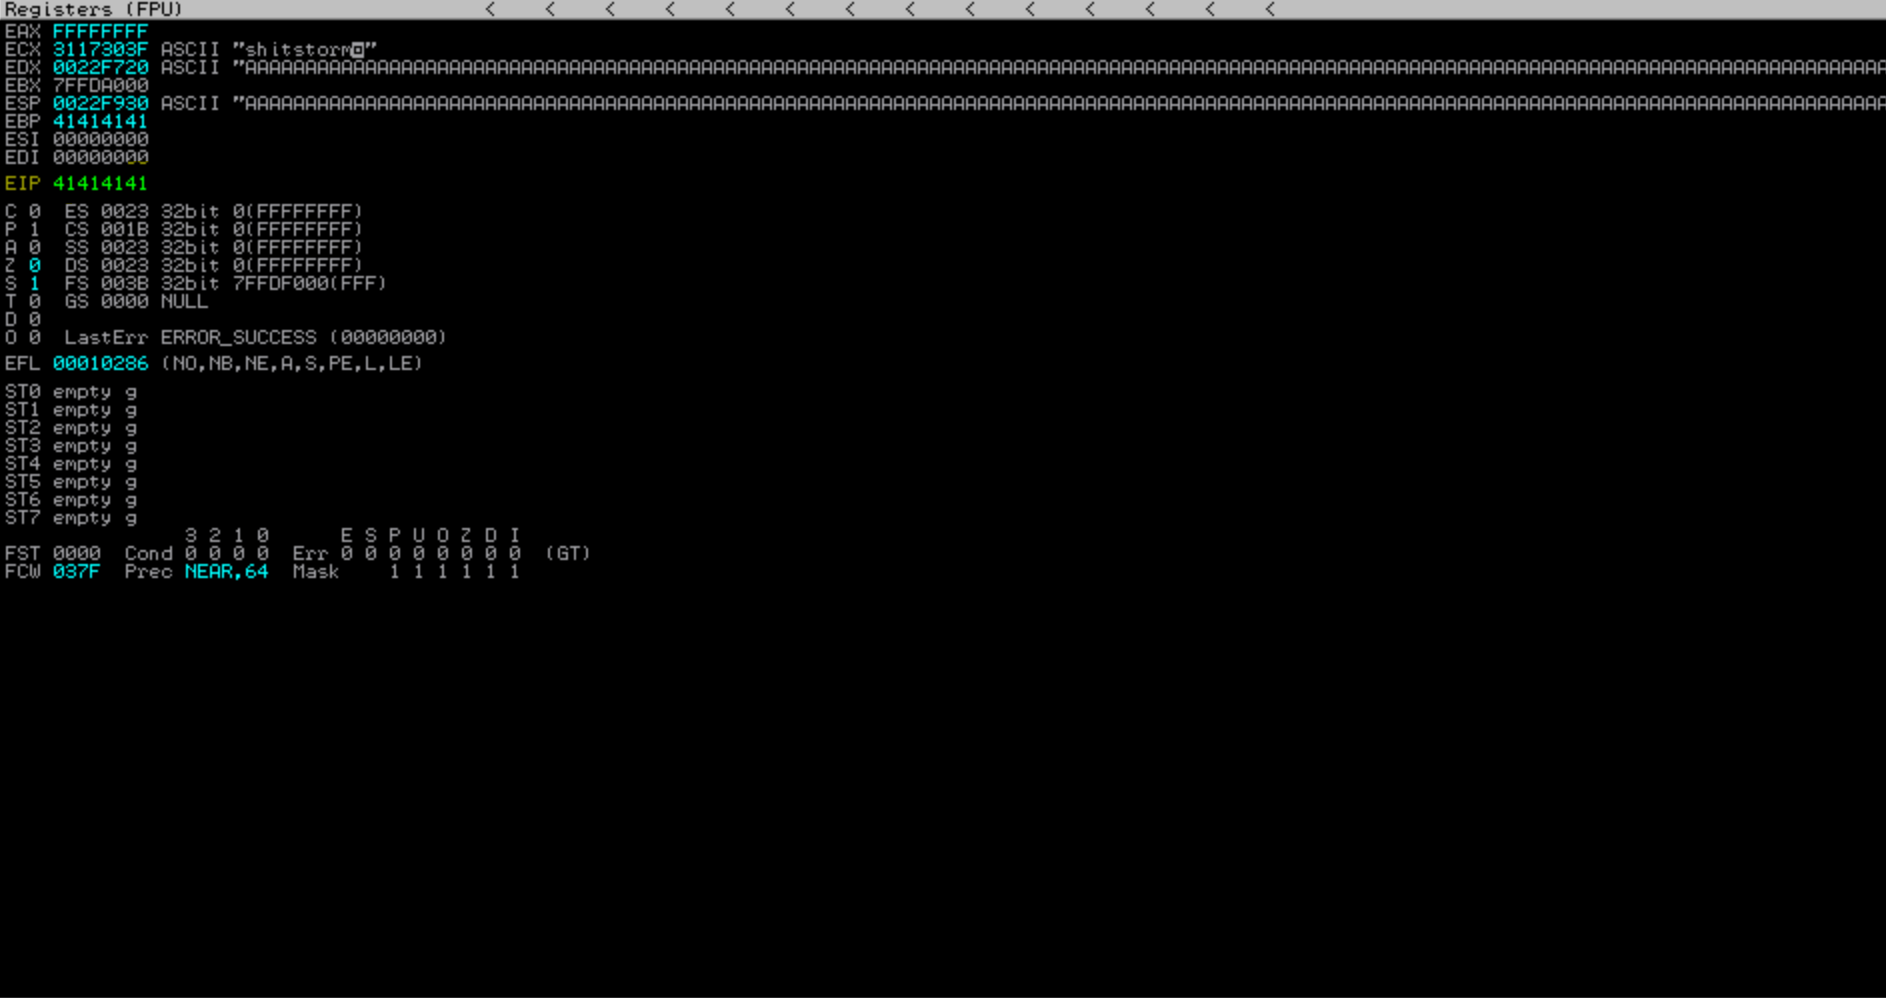 Registers (FPU) < < < < < < < < < < < < < <
EAX FFFFFFFF
ECX 3117303F ASCII "shitstorm"
EDX 0022F720 ASCII "AAAAAAAAAAAAAAAAAAAAAAAAAAAAAAAAAAAAAAAAAAAAAAAAAAAAAAAAAAAAAAAAAAAAAAAAAAAAAAAAAAAAAAAAAAAAAAAAAAAAAAAAAAAAAAAAAAAAAAAAAAAAAAAAAAAAA
EBX 7FFDA000
ESP 0022F930 ASCII "AAAAAAAAAAAAAAAAAAAAAAAAAAAAAAAAAAAAAAAAAAAAAAAAAAAAAAAAAAAAAAAAAAAAAAAAAAAAAAAAAAAAAAAAAAAAAAAAAAAAAAAAAAAAAAAAAAAAAAAAAAAAAAAAAAAAA
EBP 41414141
ESI 00000000
EDI 00000000
EIP 41414141
C 0 ES 0023 32bit 0(FFFFFFFF)
P 1 CS 001B 32bit 0(FFFFFFFF)
A 0 SS 0023 32bit 0(FFFFFFFF)
Z 0 DS 0023 32bit 0(FFFFFFFF)
S 1 FS 003B 32bit 7FFDF000(FFF)
T 0 GS 0000 NULL
D 0
O 0 LastErr ERROR_SUCCESS (00000000)
EFL 00010286 (NO,NB,NE,A,S,PE,L,LE)
ST0 empty g
ST1 empty g
ST2 empty g
ST3 empty g
ST4 empty g
ST5 empty g
ST6 empty g
ST7 empty g
3 2 1 0 E S P U O Z D I
FST 0000 Cond 0 0 0 0 Err 0 0 0 0 0 0 0 0 (GT)
FCW 037F Prec NEAR,64 Mask 1 1 1 1 1 1